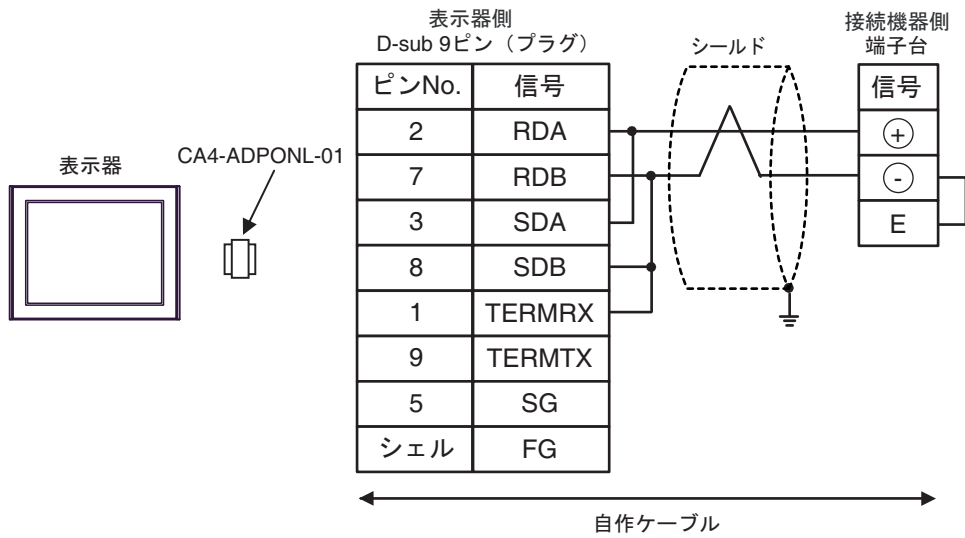 表示器側
D-sub 9ピン（プラグ）
シールド
接続機器側
端子台
表示器
CA4-ADPONL-01
ピンNo. 信号
2 RDA
7 RDB
3 SDA
8 SDB
1 TERMRX
9 TERMTX
5 SG
シェル FG
信号
+
-
E
自作ケーブル